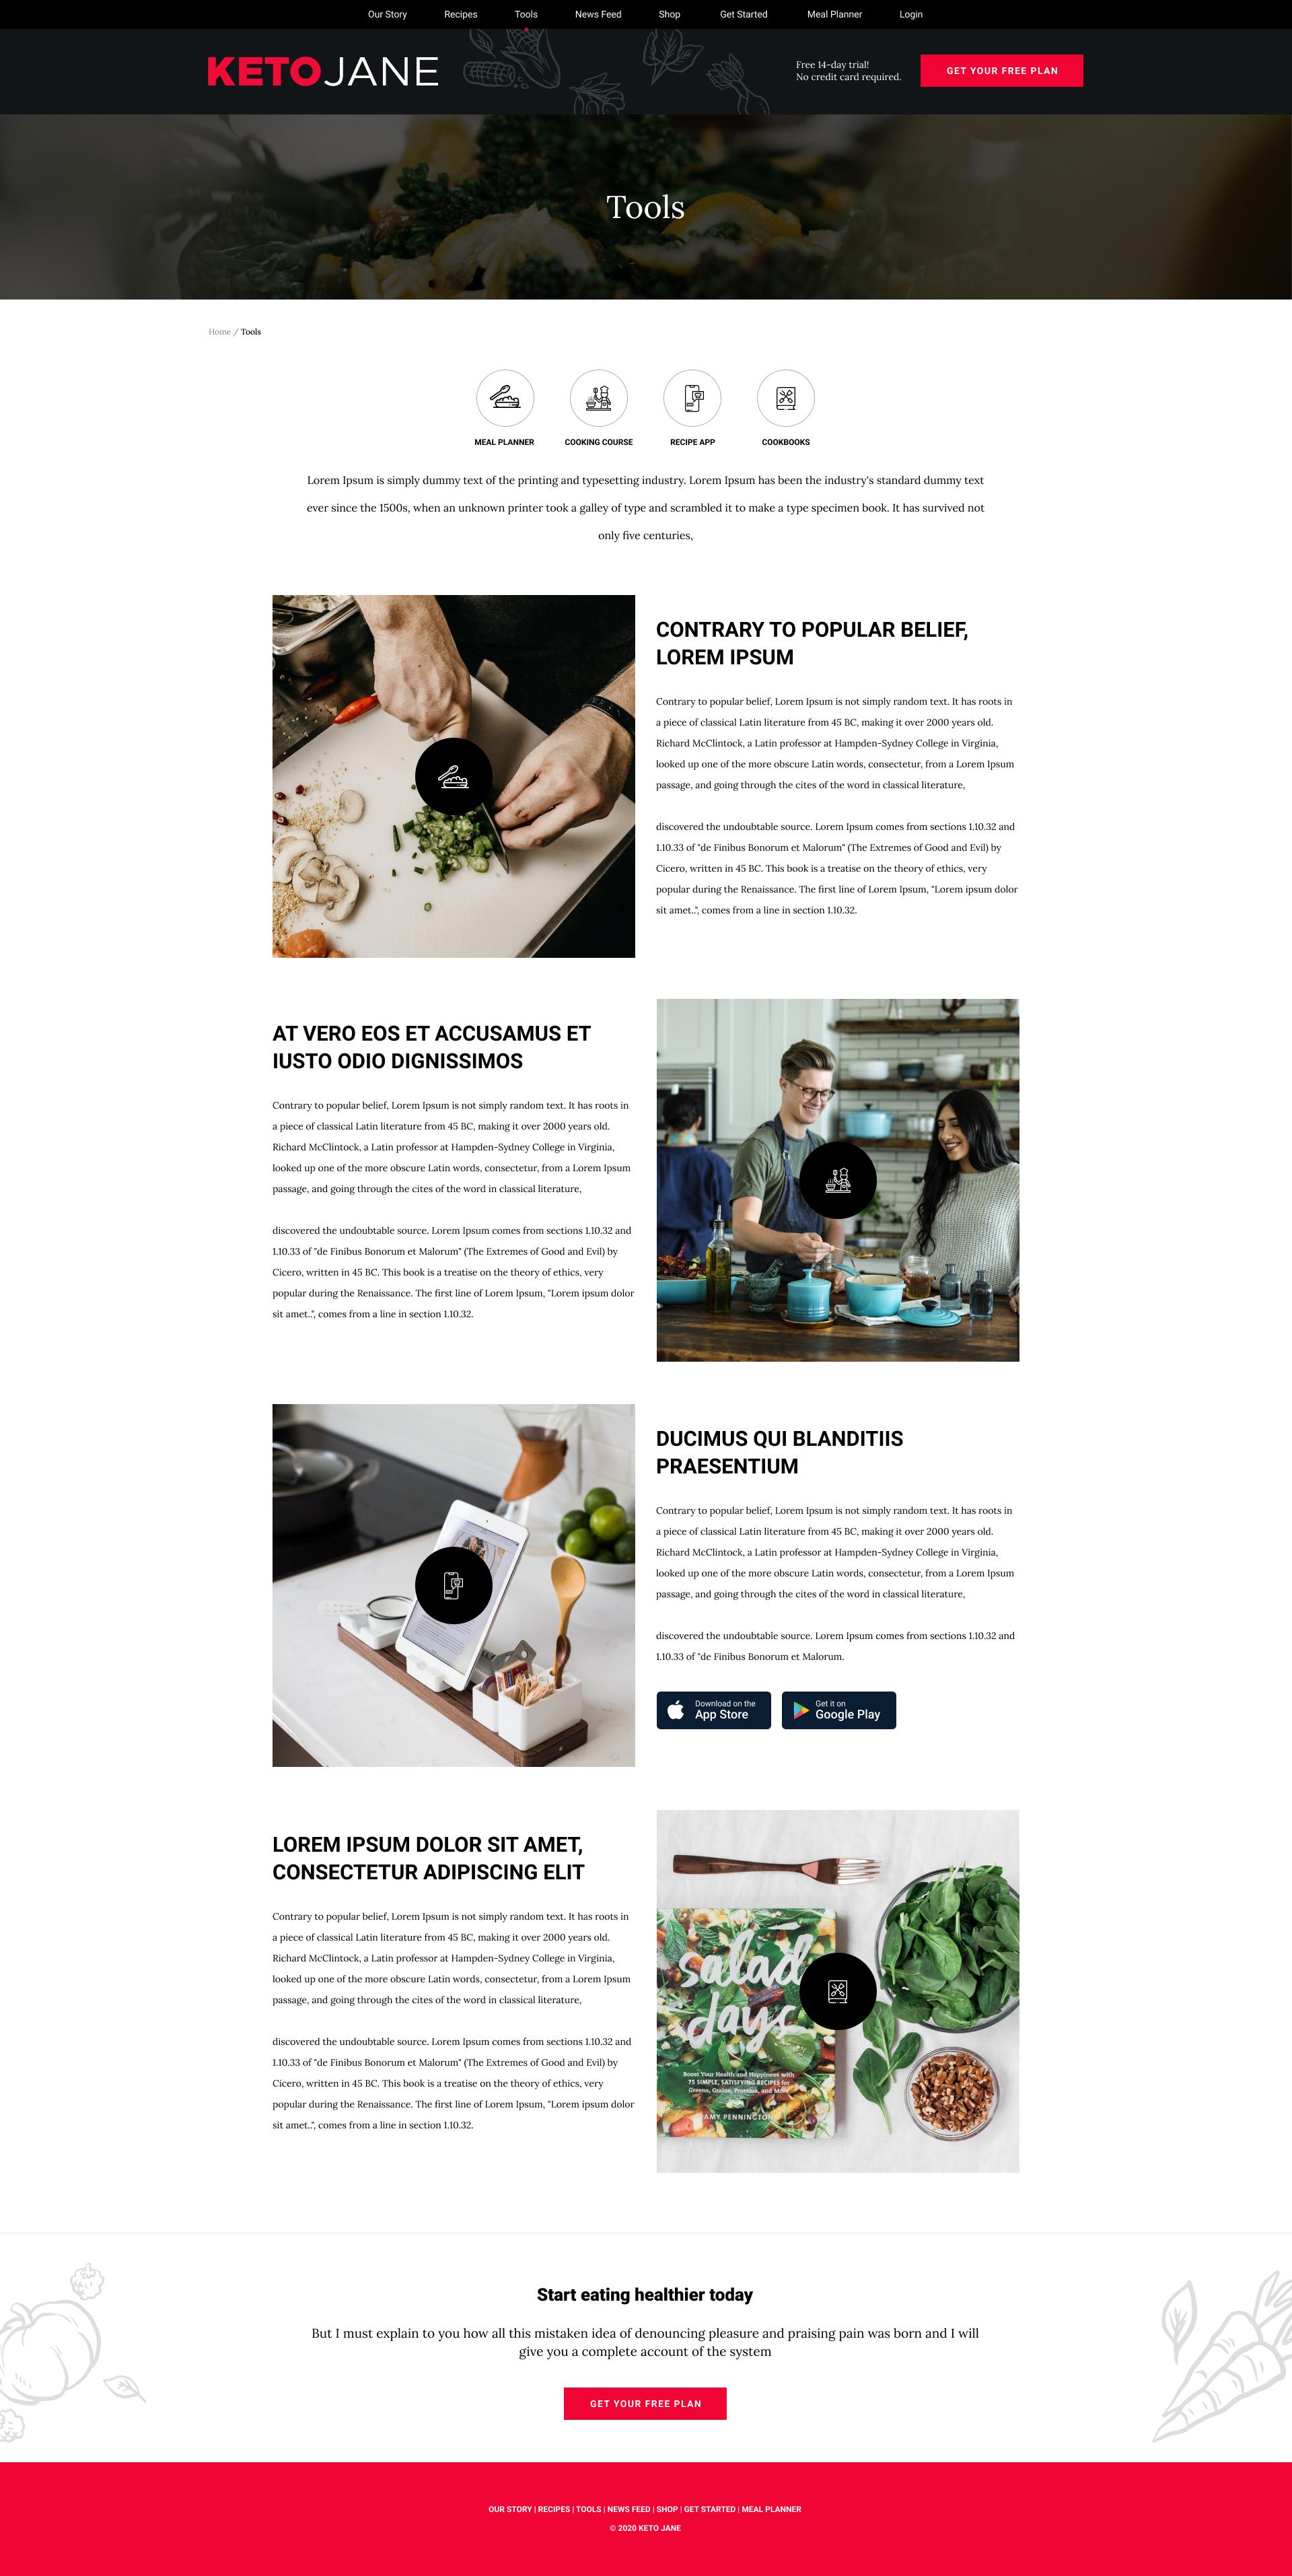 Our Story Recipes Tools News Feed Shop Get Started Meal Planner Login
KETOJANE
Free 14-day trial!
No credit card required.
GET YOUR FREE PLAN
Tools
Home / Tools
MEAL PLANNER COOKING COURSE RECIPE APP COOKBOOKS
Lorem Ipsum is simply dummy text of the printing and typesetting industry. Lorem Ipsum has been the industry's standard dummy text
ever since the 1500s, when an unknown printer took a galley of type and scrambled it to make a type specimen book. It has survived not
only five centuries,
CONTRARY TO POPULAR BELIEF,
LOREM IPSUM
Contrary to popular belief, Lorem Ipsum is not simply random text. It has roots in
a piece of classical Latin literature from 45 BC, making it over 2000 years old.
Richard McClintock, a Latin professor at Hampden-Sydney College in Virginia,
looked up one of the more obscure Latin words, consectetur, from a Lorem Ipsum
passage, and going through the cites of the word in classical literature,
discovered the undoubtable source. Lorem Ipsum comes from sections 1.10.32 and
1.10.33 of "de Finibus Bonorum et Malorum" (The Extremes of Good and Evil) by
Cicero, written in 45 BC. This book is a treatise on the theory of ethics, very
popular during the Renaissance. The first line of Lorem Ipsum, "Lorem ipsum dolor
sit amet..", comes from a line in section 1.10.32.
AT VERO EOS ET ACCUSAMUS ET
IUSTO ODIO DIGNISSIMOS
Contrary to popular belief, Lorem Ipsum is not simply random text. It has roots in
a piece of classical Latin literature from 45 BC, making it over 2000 years old.
Richard McClintock, a Latin professor at Hampden-Sydney College in Virginia,
looked up one of the more obscure Latin words, consectetur, from a Lorem Ipsum
passage, and going through the cites of the word in classical literature,
discovered the undoubtable source. Lorem Ipsum comes from sections 1.10.32 and
1.10.33 of "de Finibus Bonorum et Malorum" (The Extremes of Good and Evil) by
Cicero, written in 45 BC. This book is a treatise on the theory of ethics, very
popular during the Renaissance. The first line of Lorem Ipsum, "Lorem ipsum dolor
sit amet..", comes from a line in section 1.10.32.
DUCIMUS QUI BLANDITIIS
PRAESENTIUM
Contrary to popular belief, Lorem Ipsum is not simply random text. It has roots in
a piece of classical Latin literature from 45 BC, making it over 2000 years old.
Richard McClintock, a Latin professor at Hampden-Sydney College in Virginia,
looked up one of the more obscure Latin words, consectetur, from a Lorem Ipsum
passage, and going through the cites of the word in classical literature,
discovered the undoubtable source. Lorem Ipsum comes from sections 1.10.32 and
1.10.33 of "de Finibus Bonorum et Malorum.
Download on the
App Store
Get it on
Google Play
LOREM IPSUM DOLOR SIT AMET,
CONSECTETUR ADIPISCING ELIT
Contrary to popular belief, Lorem Ipsum is not simply random text. It has roots in
a piece of classical Latin literature from 45 BC, making it over 2000 years old.
Richard McClintock, a Latin professor at Hampden-Sydney College in Virginia,
looked up one of the more obscure Latin words, consectetur, from a Lorem Ipsum
passage, and going through the cites of the word in classical literature,
discovered the undoubtable source. Lorem Ipsum comes from sections 1.10.32 and
1.10.33 of "de Finibus Bonorum et Malorum" (The Extremes of Good and Evil) by
Cicero, written in 45 BC. This book is a treatise on the theory of ethics, very
popular during the Renaissance. The first line of Lorem Ipsum, "Lorem ipsum dolor
sit amet..", comes from a line in section 1.10.32.
salad
days
Boost Your Health and Happiness with
75 SIMPLE, SATISFYING RECIPES for
Greens, Grains, Proteins, and More
AMY PENNINGTON
Start eating healthier today
But I must explain to you how all this mistaken idea of denouncing pleasure and praising pain was born and I will
give you a complete account of the system
GET YOUR FREE PLAN
OUR STORY | RECIPES | TOOLS | NEWS FEED | SHOP | GET STARTED | MEAL PLANNER
© 2020 KETO JANE